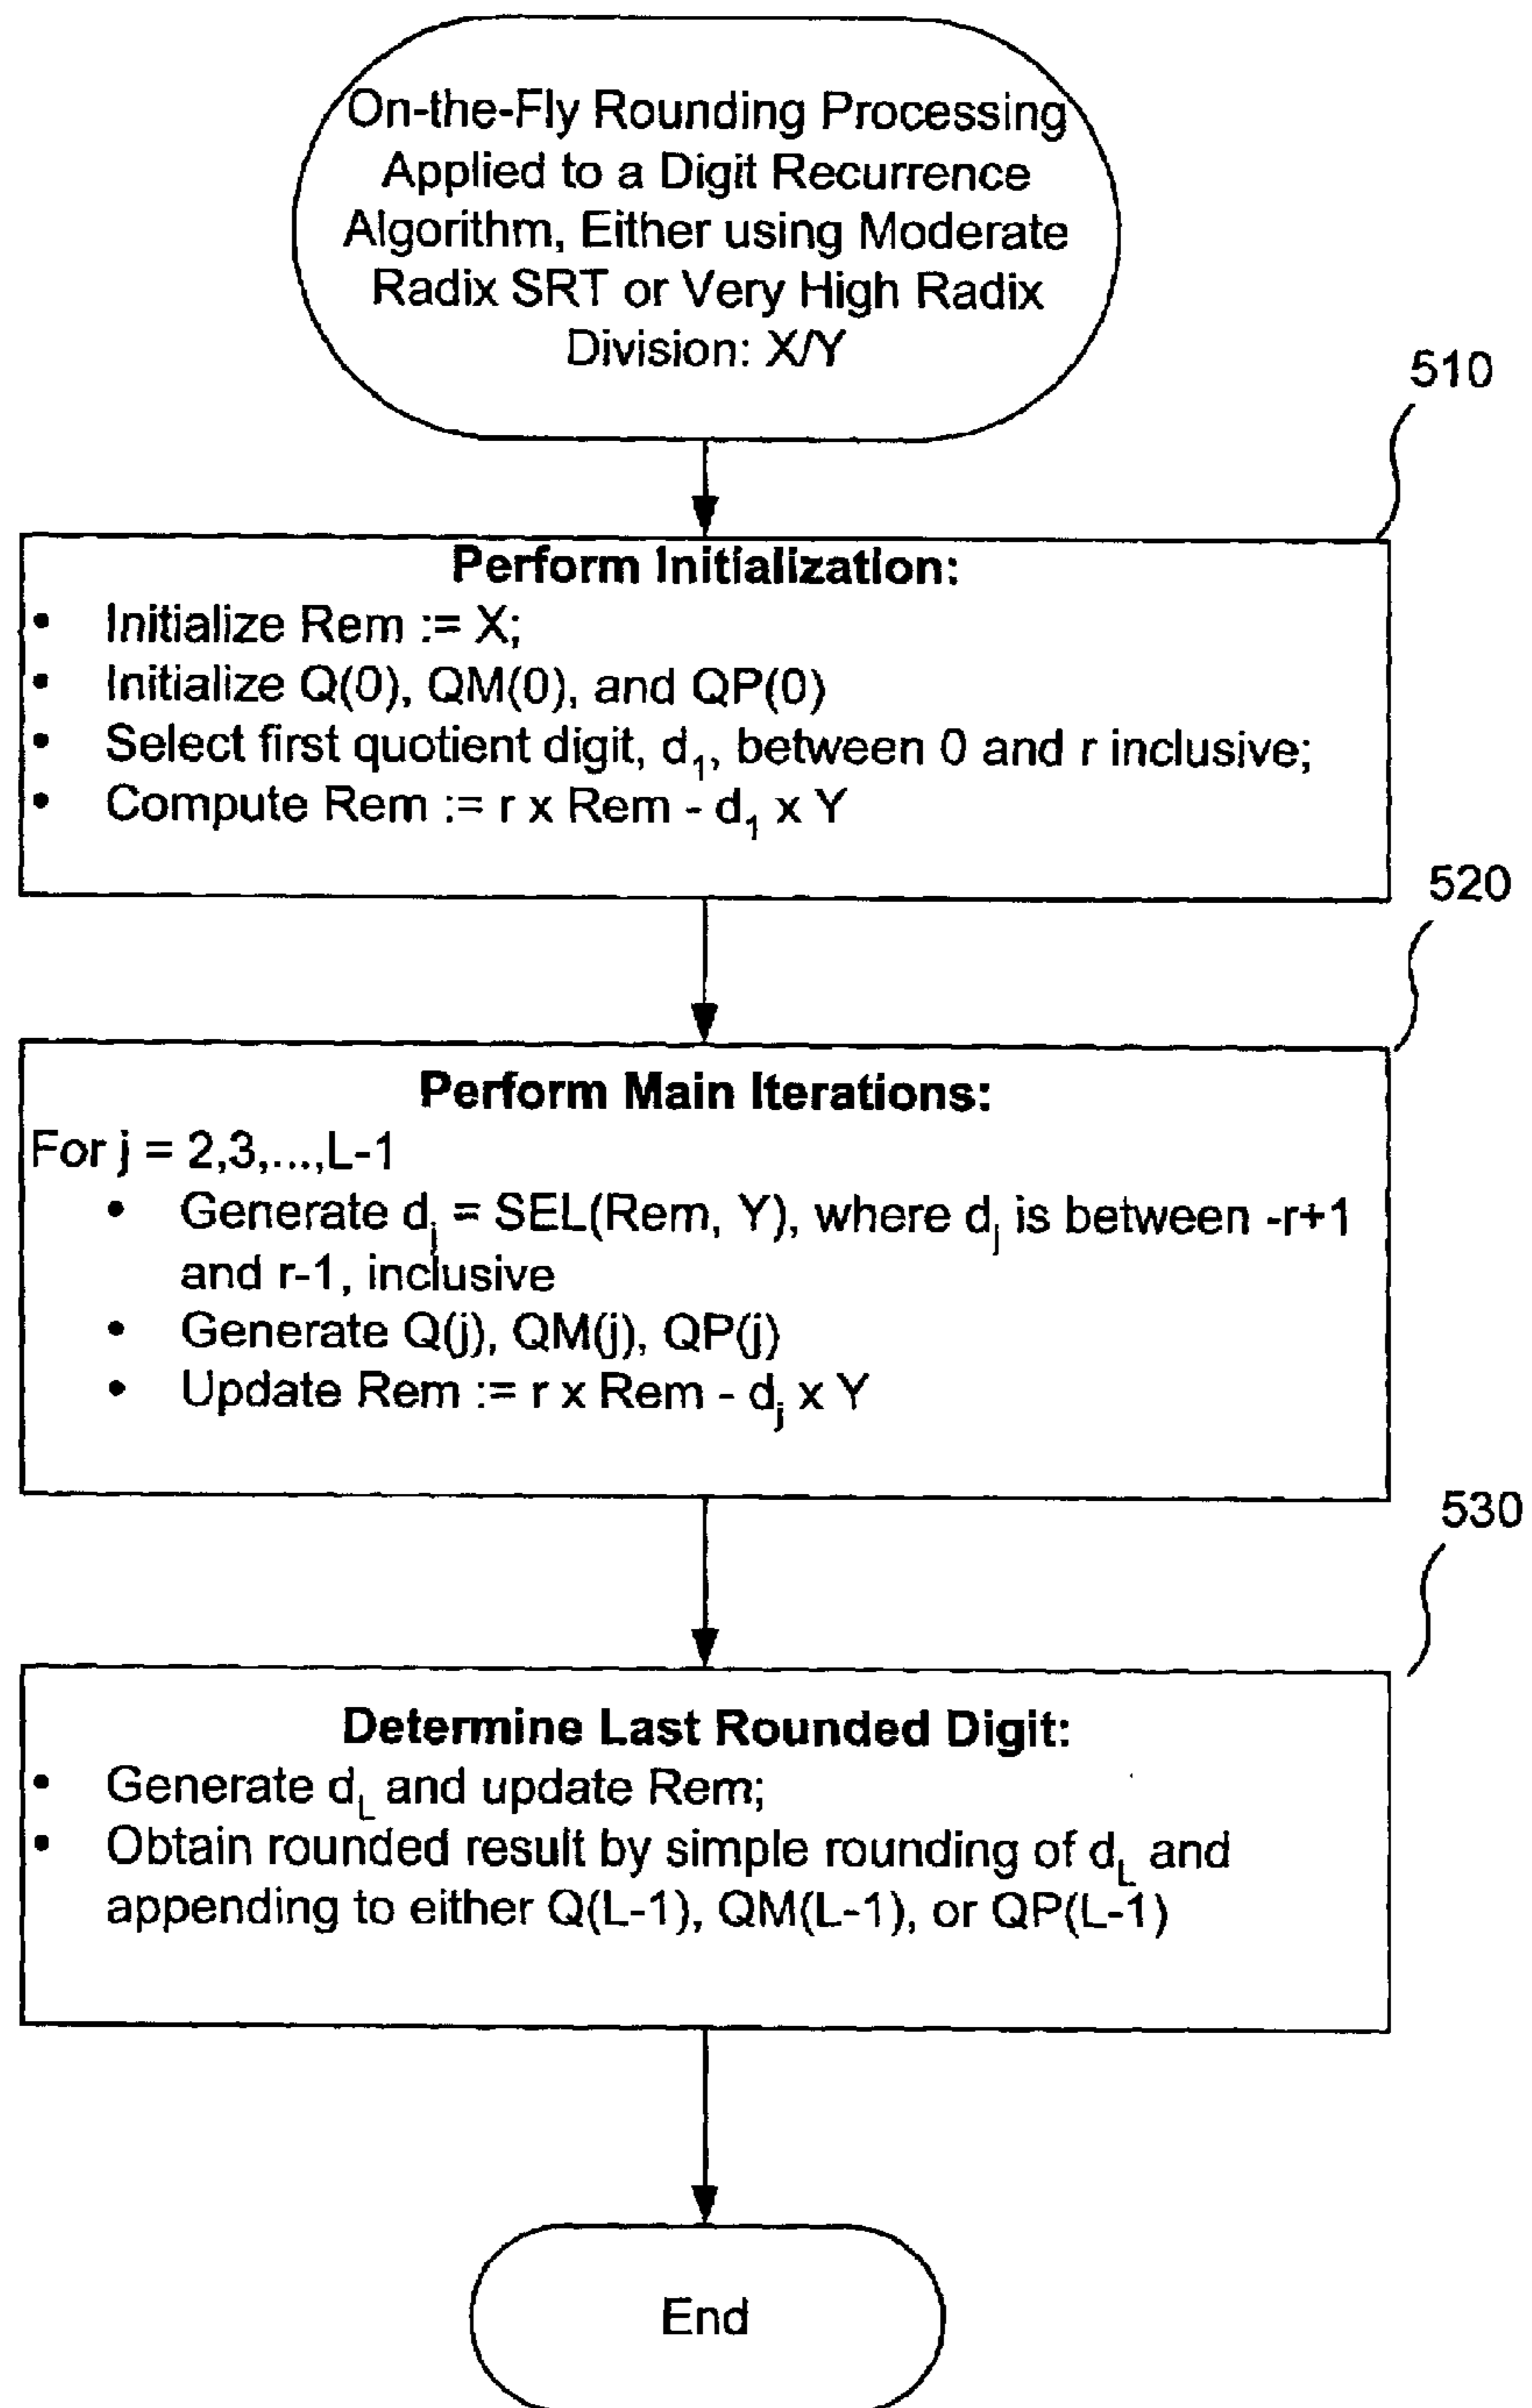 On-the-Fly Rounding Processing
Applied to a Digit Recurrence
Algorithm, Either using Moderate
Radix SRT or Very High Radix
Division: X/Y
510
Perform Initialization:
• Initialize Rem := X;
• Initialize Q(0), QM(0), and QP(0)
• Select first quotient digit, d₁, between 0 and r inclusive;
• Compute Rem := r x Rem - d₁ x Y
520
Perform Main Iterations:
For j = 2,3,...,L-1
• Generate dⱼ = SEL(Rem, Y), where dⱼ is between -r+1
and r-1, inclusive
• Generate Q(j), QM(j), QP(j)
• Update Rem := r x Rem - dⱼ x Y
530
Determine Last Rounded Digit:
• Generate d_L and update Rem;
• Obtain rounded result by simple rounding of d_L and
appending to either Q(L-1), QM(L-1), or QP(L-1)
End